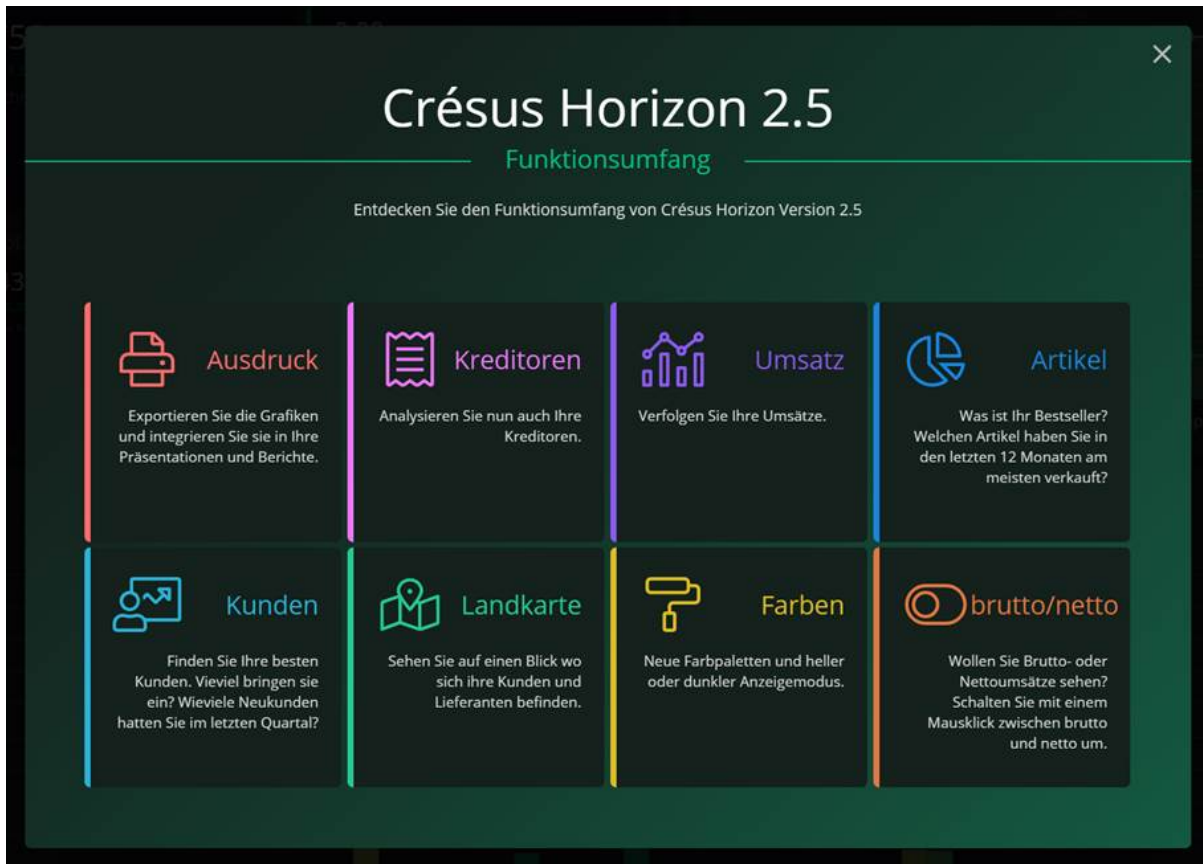 Crésus Horizon 2.5
Funktionsumfang
Entdecken Sie den Funktionsumfang von Crésus Horizon Version 2.5
Ausdruck
Exportieren Sie die Grafiken
und integrieren Sie sie in Ihre
Präsentationen und Berichte.
Kreditoren
Analysieren Sie nun auch Ihre
Kreditoren.
Umsatz
Verfolgen Sie Ihre Umsätze.
Artikel
Was ist Ihr Bestseller?
Welchen Artikel haben Sie in
den letzten 12 Monaten am
meisten verkauft?
Kunden
Finden Sie Ihre besten
Kunden. Vieviel bringen sie
ein? Wieviele Neukunden
hatten Sie im letzten Quartal?
Landkarte
Sehen Sie auf einen Blick wo
sich ihre Kunden und
Lieferanten befinden.
Farben
Neue Farbpaletten und heller
oder dunkler Anzeigemodus.
brutto/netto
Wollen Sie Brutto- oder
Nettoumsätze sehen?
Schalten Sie mit einem
Mausklick zwischen brutto
und netto um.